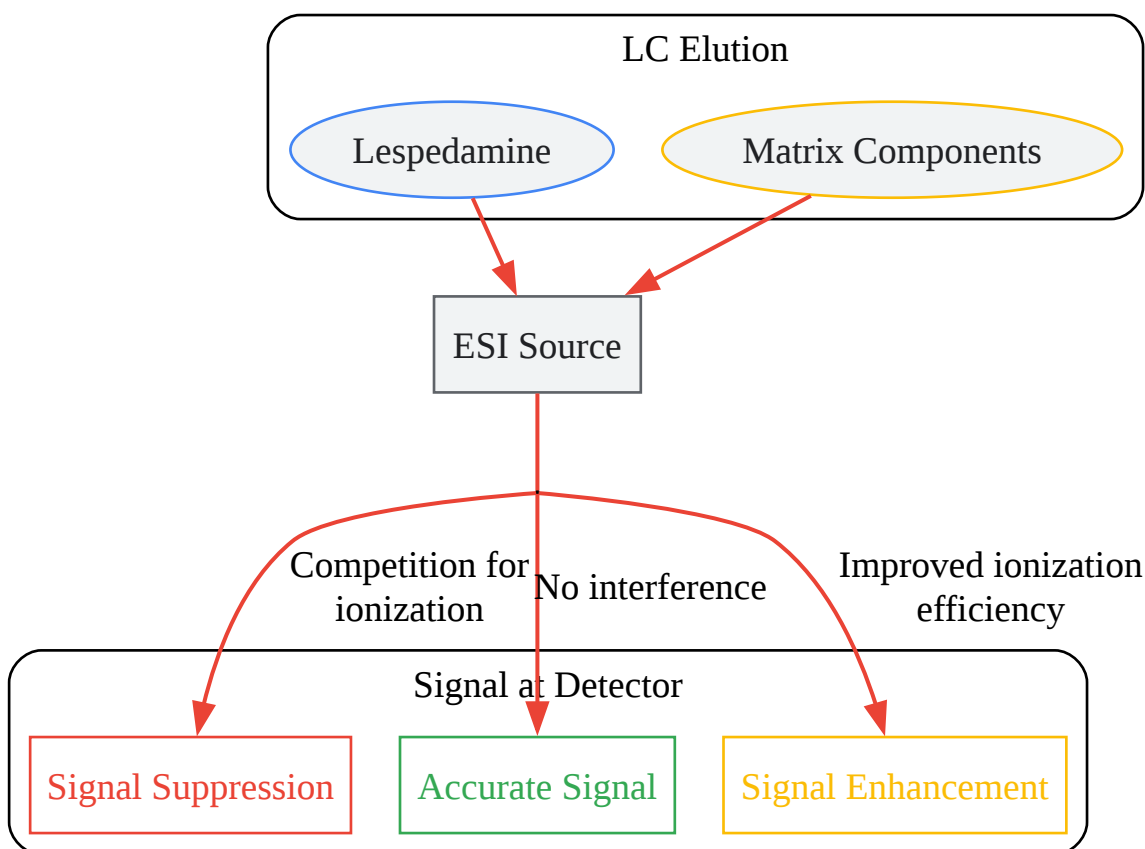 LC Elution
Lespedamine
Matrix Components
ESI Source
Competition for
ionization
No interference
Improved ionization
efficiency
Signal at Detector
Signal Suppression
Accurate Signal
Signal Enhancement